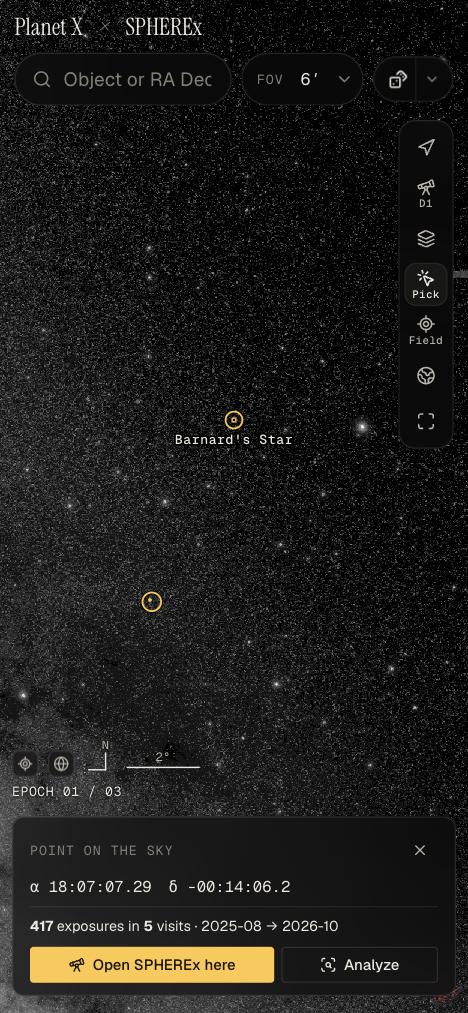 Planet X × SPHEREx
Object or RA Dec
FOV 6′
D1
Pick
Field
Barnard's Star
N
2°
EPOCH 01 / 03
POINT ON THE SKY
α 18:07:07.29 δ -00:14:06.2
417 exposures in 5 visits · 2025-08 → 2026-10
Open SPHEREx here
Analyze